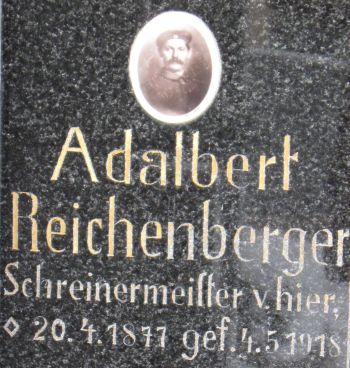 Adalbert
Reichenberger
Schreinermeister v. hier,
◇ 20.4.1877 gef. 4.5.1918